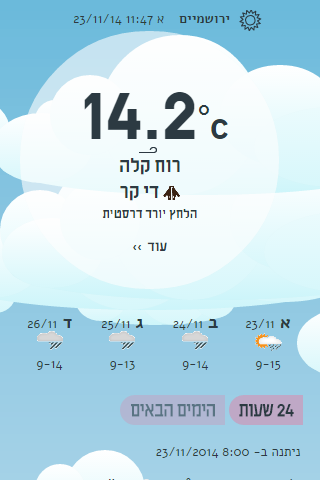 ירושמיים א 11:47 23/11/14
14.2°c
רוח קלה
די קר
הלחץ יורד דרסטית
עוד ››
א 23/11 ב 24/11 ג 25/11 ד 26/11
9-15 9-14 9-13 9-14
24 שעות הימים הבאים
ניתנה ב- 8:00 23/11/2014